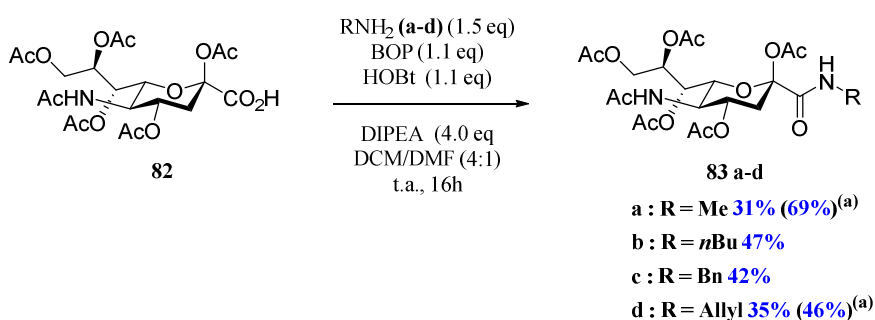 RNH2 (a-d) (1.5 eq)
BOP (1.1 eq)
HOBt (1.1 eq)
DIPEA (4.0 eq
DCM/DMF (4:1)
t.a., 16h
AcO
OAc
OAc
O
CO2H
AcHN
AcO
AcO
82
AcO
OAc
OAc
H
N
R
O
O
AcHN
AcO
AcO
83 a-d
a : R = Me 31% (69%)(a)
b : R = nBu 47%
c : R = Bn 42%
d : R = Allyl 35% (46%)(a)